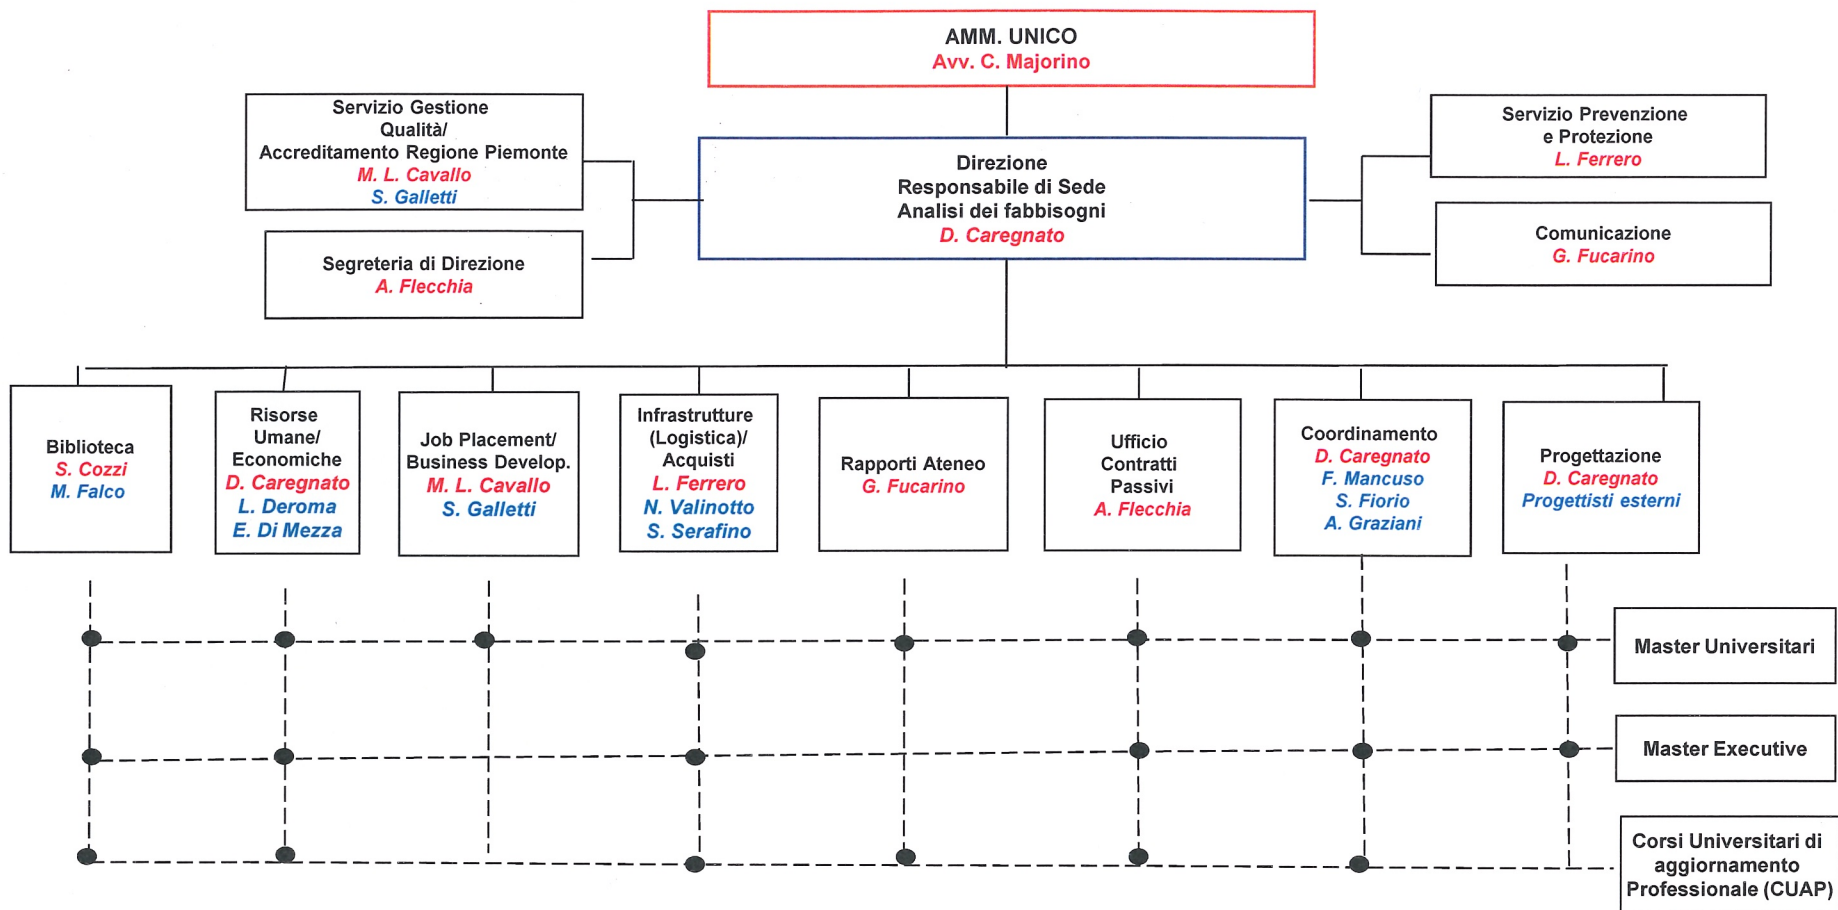 AMM. UNICO
Avv. C. Majorino
Servizio Gestione
Qualità/
Accreditamento Regione Piemonte
M. L. Cavallo
S. Galletti
Segreteria di Direzione
A. Flecchia
Direzione
Responsabile di Sede
Analisi dei fabbisogni
D. Caregnato
Servizio Prevenzione
e Protezione
L. Ferrero
Comunicazione
G. Fucarino
Biblioteca
S. Cozzi
M. Falco
Risorse
Umane/
Economiche
D. Caregnato
L. Deroma
E. Di Mezza
Job Placement/
Business Develop.
M. L. Cavallo
S. Galletti
Infrastrutture
(Logistica)/
Acquisti
L. Ferrero
N. Valinotto
S. Serafino
Rapporti Ateneo
G. Fucarino
Ufficio
Contratti
Passivi
A. Flecchia
Coordinamento
D. Caregnato
F. Mancuso
S. Fiorio
A. Graziani
Progettazione
D. Caregnato
Progettisti esterni
Master Universitari
Master Executive
Corsi Universitari di
aggiornamento
Professionale (CUAP)